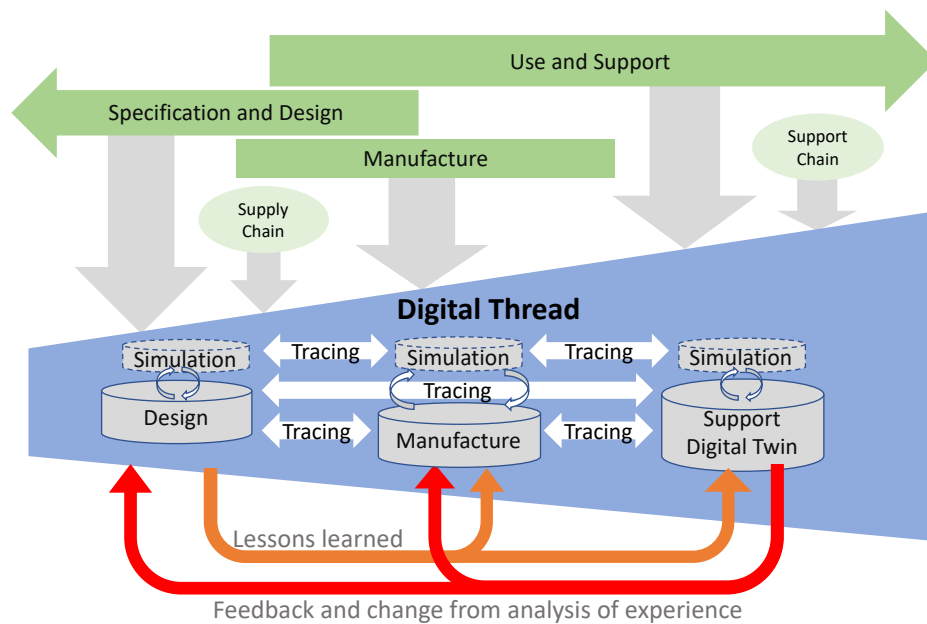 Use and Support
Specification and Design
Manufacture
Support
Chain
Supply
Chain
Digital Thread
Simulation
Tracing
Simulation
Tracing
Simulation
Tracing
Design
Tracing
Manufacture
Tracing
Support
Digital Twin
Lessons learned
Feedback and change from analysis of experience